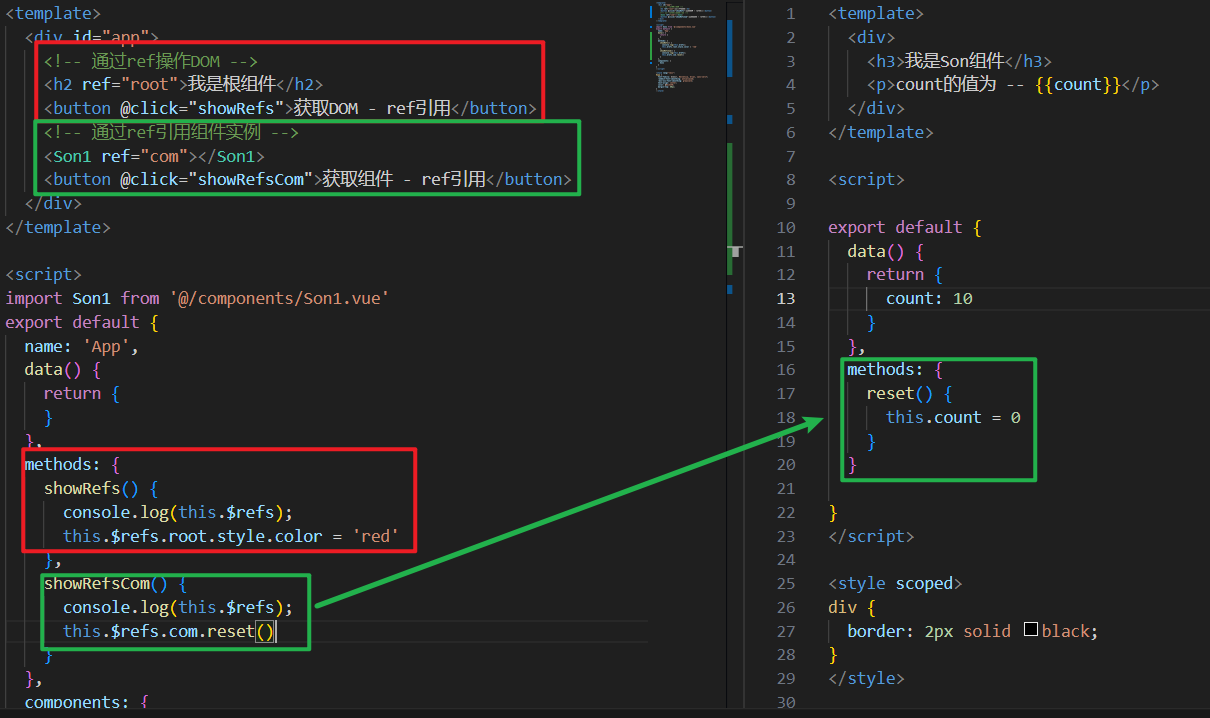 <template>
<div id="app">
<!-- 通过ref操作DOM -->
<h2 ref="root">我是根组件</h2>
<button @click="showRefs">获取DOM - ref引用</button>
<!-- 通过ref引用组件实例 -->
<Son1 ref="com"></Son1>
<button @click="showRefsCom">获取组件 - ref引用</button>
</div>
</template>
<script>
import Son1 from '@/components/Son1.vue'
export default {
name: 'App',
data() {
return {
}
},
methods: {
showRefs() {
console.log(this.$refs);
this.$refs.root.style.color = 'red'
},
showRefsCom() {
console.log(this.$refs);
this.$refs.com.reset()
}
},
components: {
1 <template>
2 <div>
3 <h3>我是Son组件</h3>
4 <p>count的值为 -- {{count}}</p>
5 </div>
6 </template>
7
8 <script>
9
10 export default {
11 data() {
12 return {
13 count: 10
14 }
15 },
16 methods: {
17 reset() {
18 this.count = 0
19 }
20 }
21
22 }
23 </script>
24
25 <style scoped>
26 div {
27 border: 2px solid black;
28 }
29 </style>
30